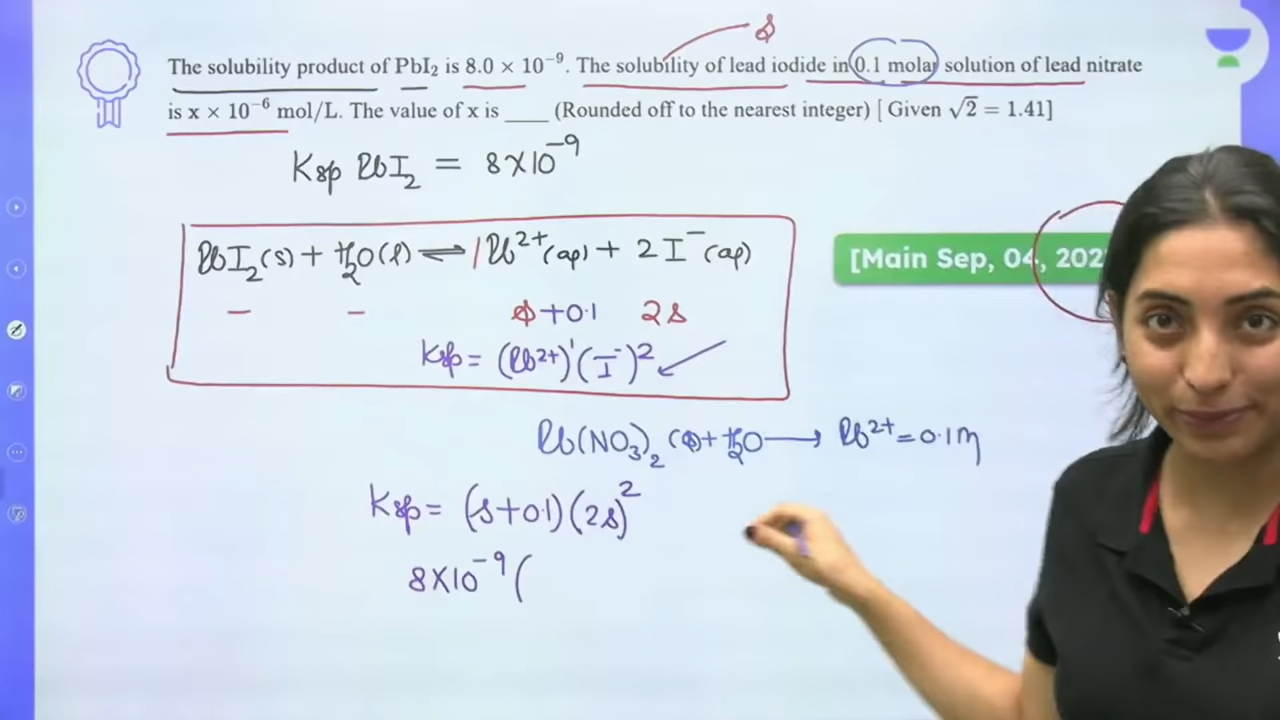 s
The solubility product of PbI₂ is 8.0 × 10⁻⁹. The solubility of lead iodide in 0.1 molar solution of lead nitrate
is x × 10⁻⁶ mol/L. The value of x is ____ (Rounded off to the nearest integer) [ Given √2 = 1.41]
Ksp PbI₂ = 8×10⁻⁹
PbI₂(s) + H₂O(l) ⇌ 1Pb²⁺(aq) + 2I⁻(aq)
[Main Sep, 04, 202
– – s+0.1 2s
Ksp = (Pb²⁺)¹(I⁻)²
Pb(NO₃)₂(s)+H₂O ⟶ Pb²⁺=0.1M
Ksp = (s+0.1)(2s)²
8×10⁻⁹(